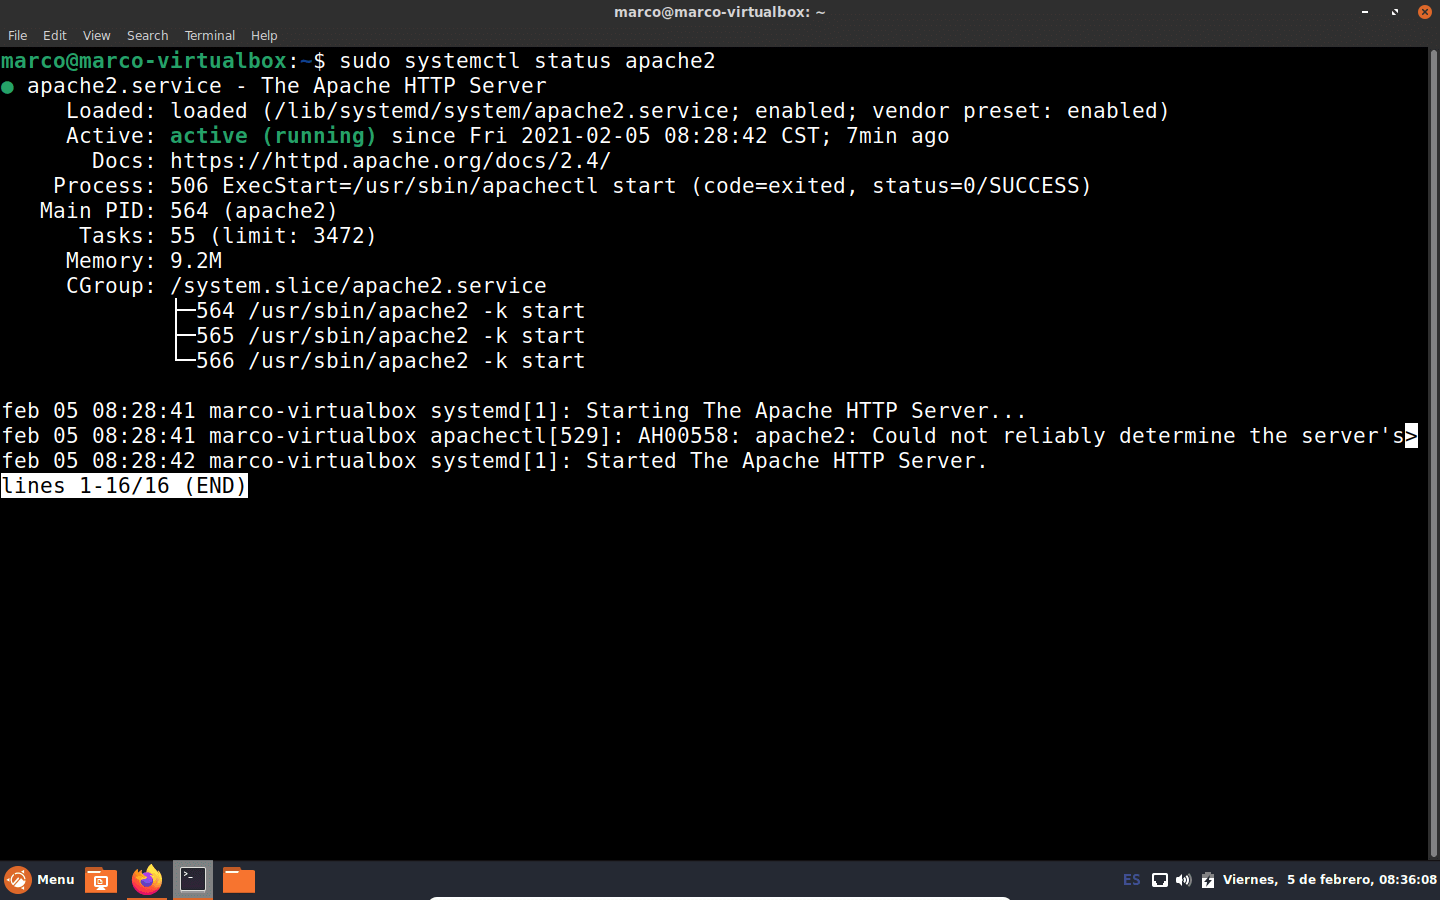 marco@marco-virtualbox: ~
File Edit View Search Terminal Help
marco@marco-virtualbox:~$ sudo systemctl status apache2
● apache2.service - The Apache HTTP Server
     Loaded: loaded (/lib/systemd/system/apache2.service; enabled; vendor preset: enabled)
     Active: active (running) since Fri 2021-02-05 08:28:42 CST; 7min ago
       Docs: https://httpd.apache.org/docs/2.4/
    Process: 506 ExecStart=/usr/sbin/apachectl start (code=exited, status=0/SUCCESS)
   Main PID: 564 (apache2)
      Tasks: 55 (limit: 3472)
     Memory: 9.2M
     CGroup: /system.slice/apache2.service
             ├─564 /usr/sbin/apache2 -k start
             ├─565 /usr/sbin/apache2 -k start
             └─566 /usr/sbin/apache2 -k start
feb 05 08:28:41 marco-virtualbox systemd[1]: Starting The Apache HTTP Server...
feb 05 08:28:41 marco-virtualbox apachectl[529]: AH00558: apache2: Could not reliably determine the server's>
feb 05 08:28:42 marco-virtualbox systemd[1]: Started The Apache HTTP Server.
lines 1-16/16 (END)
Menu ES Viernes, 5 de febrero, 08:36:08